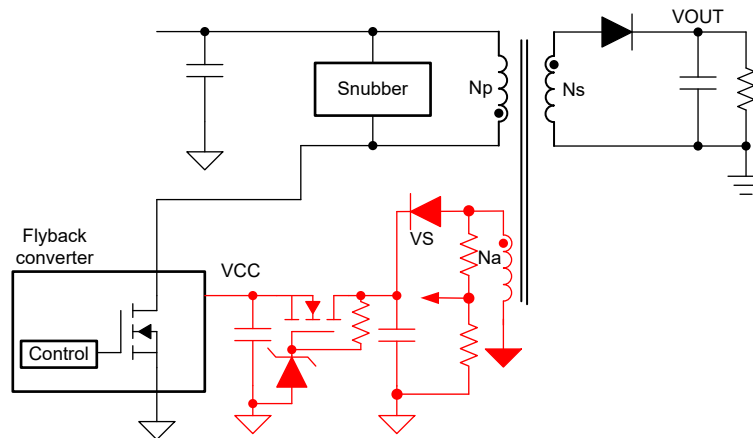 VOUT
Snubber
Np
Ns
Flyback
converter
VS
Na
VCC
Control